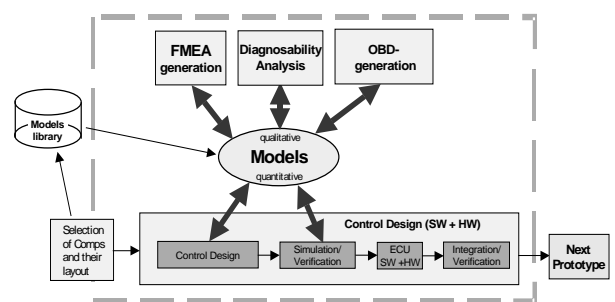 FMEA
generation
Diagnosability
Analysis
OBD-
generation
Models
library
qualitative
Models
quantitative
Selection
of Comps
and their
layout
Control Design (SW + HW)
Control Design
Simulation/
Verification
ECU
SW +HW
Integration/
Verification
Next
Prototype